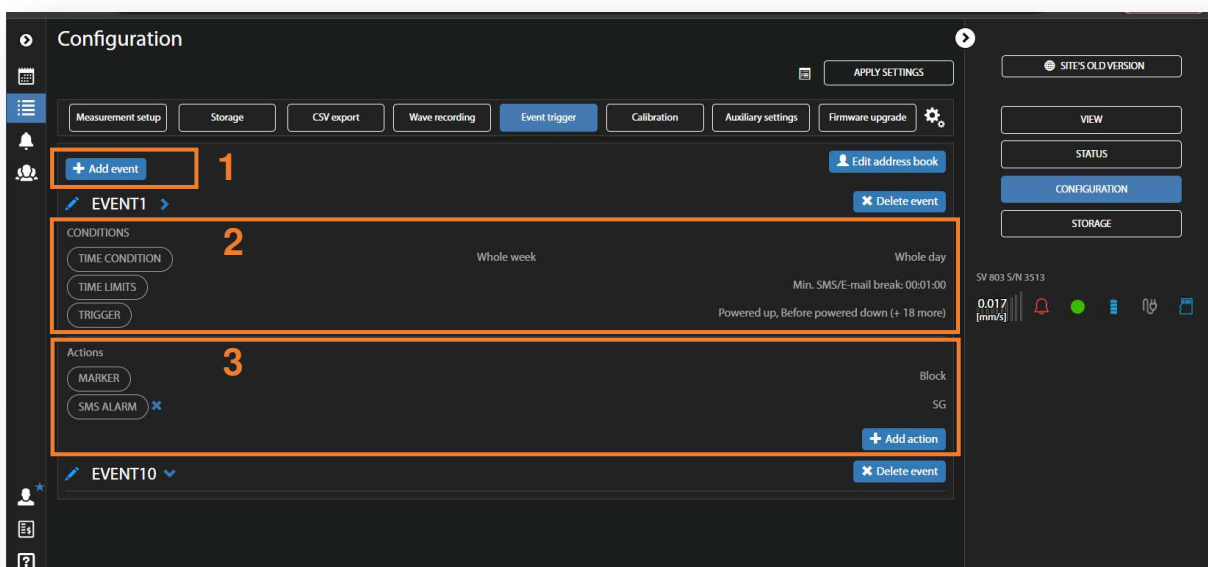 Configuration
APPLY SETTINGS
Measurement setup Storage CSV export Wave recording Event trigger Calibration Auxiliary settings Firmware upgrade
+ Add event 1 Edit address book
EVENT1 Delete event
CONDITIONS
2
TIME CONDITION Whole week Whole day
TIME LIMITS Min. SMS/E-mail break: 00:01:00
TRIGGER Powered up, Before powered down (+ 18 more)
Actions
3
MARKER Block
SMS ALARM SG
+ Add action
EVENT10 Delete event
SITE'S OLD VERSION
VIEW
STATUS
CONFIGURATION
STORAGE
SV 803 S/N 3513
0.017
[mm/s]